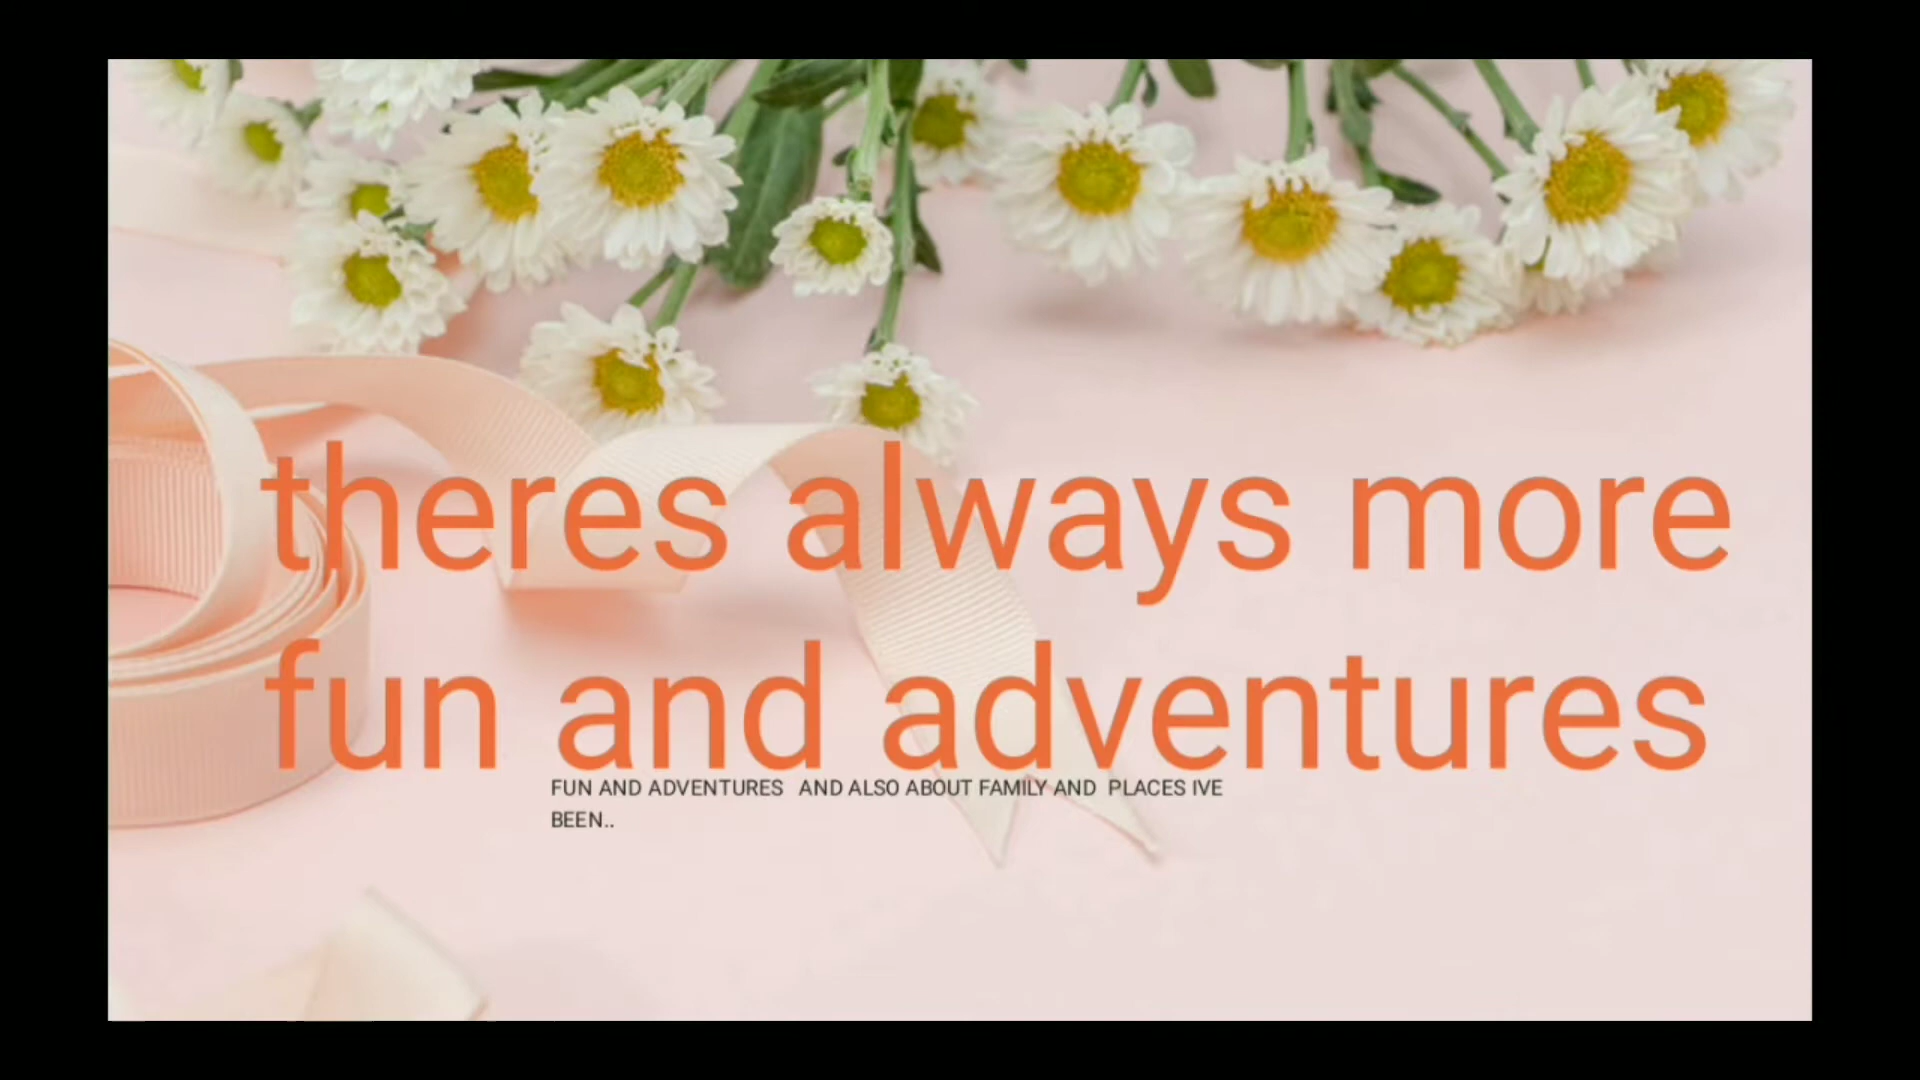 theres always more
fun and adventures
FUN AND ADVENTURES   AND ALSO ABOUT FAMILY AND  PLACES IVE
BEEN..